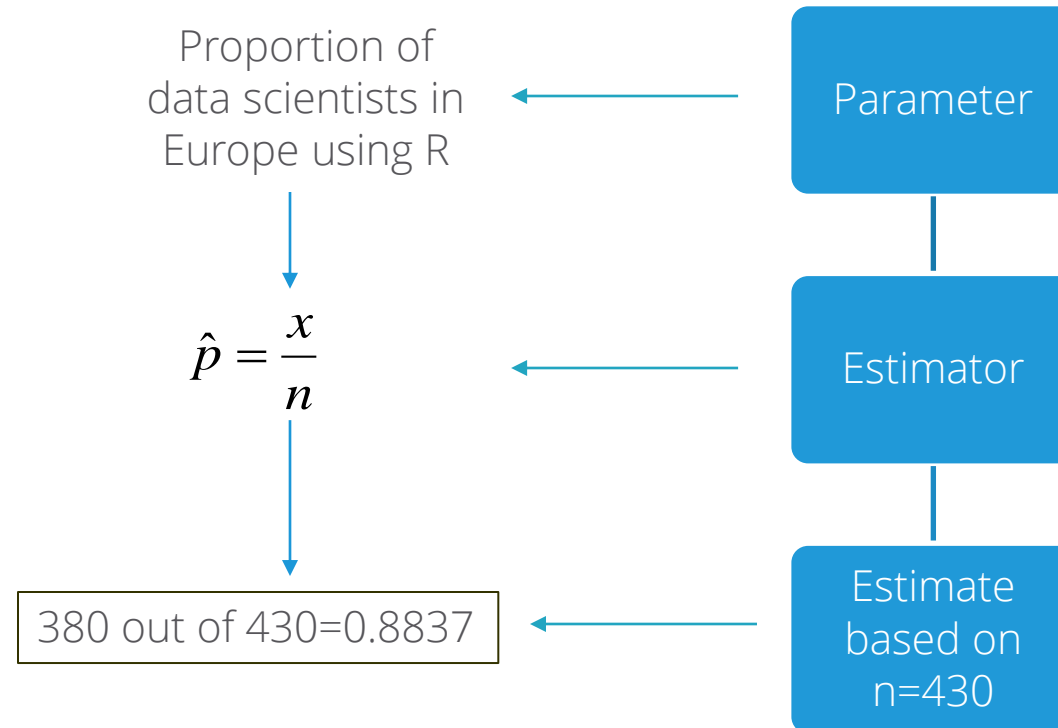 Proportion of
data scientists in
Europe using R
Parameter
p̂ = x/n
Estimator
380 out of 430=0.8837
Estimate
based on
n=430